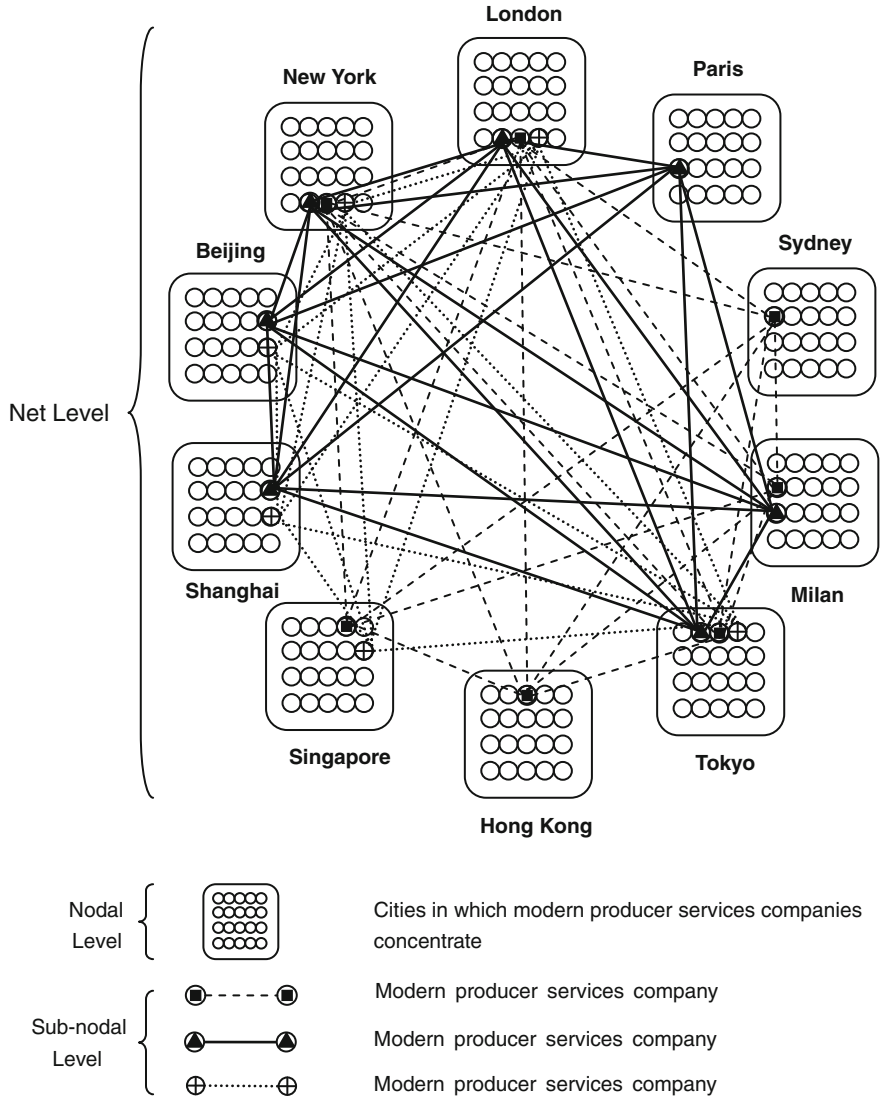 London
New York
Paris
Beijing
Sydney
Net Level
Shanghai
Milan
Singapore
Tokyo
Hong Kong
Nodal
Level
Cities in which modern producer services companies
concentrate
Sub-nodal
Level
Modern producer services company
Modern producer services company
Modern producer services company